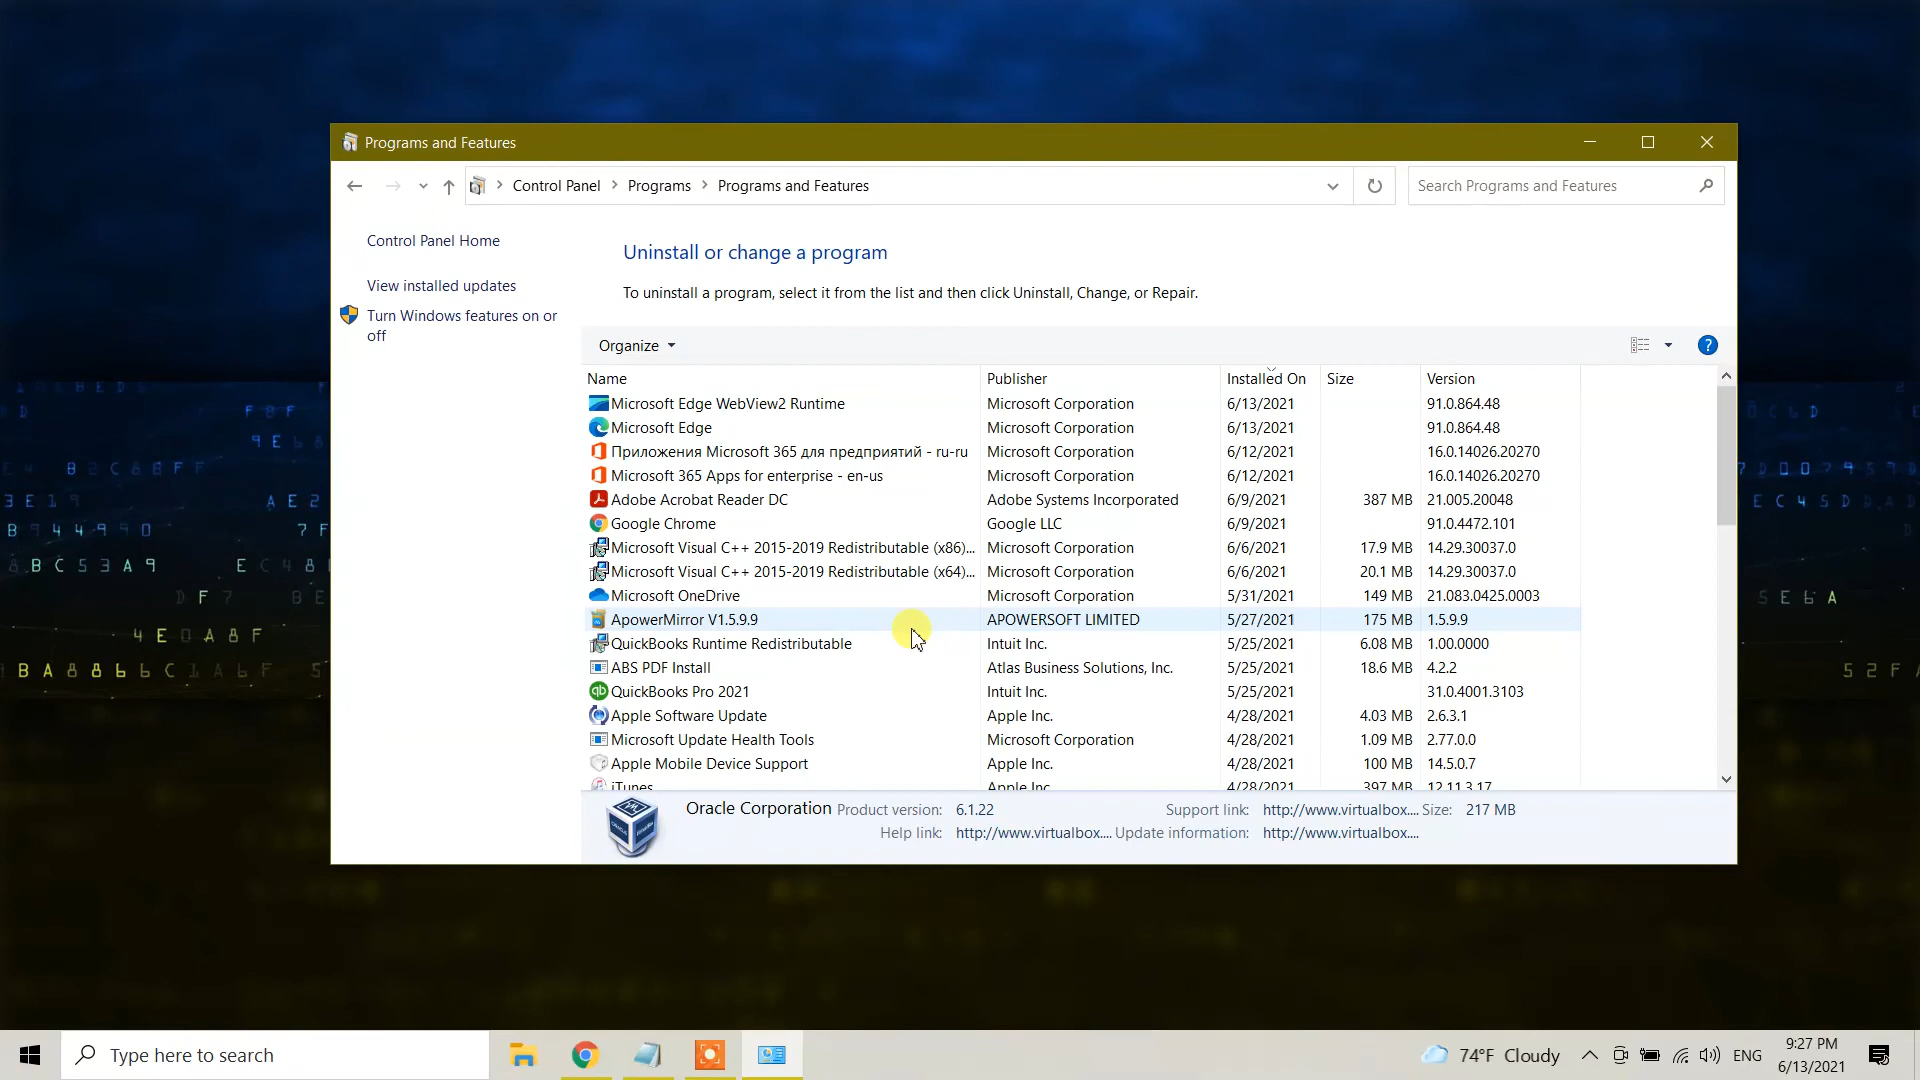 Programs and Features
Control Panel > Programs > Programs and Features
Search Programs and Features
Control Panel Home
View installed updates
Turn Windows features on or
off
Uninstall or change a program
To uninstall a program, select it from the list and then click Uninstall, Change, or Repair.
Organize
Name Publisher Installed On Size Version
Microsoft Edge WebView2 Runtime Microsoft Corporation 6/13/2021 91.0.864.48
Microsoft Edge Microsoft Corporation 6/13/2021 91.0.864.48
Приложения Microsoft 365 для предприятий - ru-ru Microsoft Corporation 6/12/2021 16.0.14026.20270
Microsoft 365 Apps for enterprise - en-us Microsoft Corporation 6/12/2021 16.0.14026.20270
Adobe Acrobat Reader DC Adobe Systems Incorporated 6/9/2021 387 MB 21.005.20048
Google Chrome Google LLC 6/9/2021 91.0.4472.101
Microsoft Visual C++ 2015-2019 Redistributable (x86)... Microsoft Corporation 6/6/2021 17.9 MB 14.29.30037.0
Microsoft Visual C++ 2015-2019 Redistributable (x64)... Microsoft Corporation 6/6/2021 20.1 MB 14.29.30037.0
Microsoft OneDrive Microsoft Corporation 5/31/2021 149 MB 21.083.0425.0003
ApowerMirror V1.5.9.9 APOWERSOFT LIMITED 5/27/2021 175 MB 1.5.9.9
QuickBooks Runtime Redistributable Intuit Inc. 5/25/2021 6.08 MB 1.00.0000
ABS PDF Install Atlas Business Solutions, Inc. 5/25/2021 18.6 MB 4.2.2
QuickBooks Pro 2021 Intuit Inc. 5/25/2021 31.0.4001.3103
Apple Software Update Apple Inc. 4/28/2021 4.03 MB 2.6.3.1
Microsoft Update Health Tools Microsoft Corporation 4/28/2021 1.09 MB 2.77.0.0
Apple Mobile Device Support Apple Inc. 4/28/2021 100 MB 14.5.0.7
iTunes Apple Inc. 4/28/2021 397 MB 12.11.3.17
Oracle Corporation Product version: 6.1.22 Support link: http://www.virtualbox.... Size: 217 MB
Help link: http://www.virtualbox.... Update information: http://www.virtualbox....
Type here to search
74°F Cloudy ENG 9:27 PM
6/13/2021